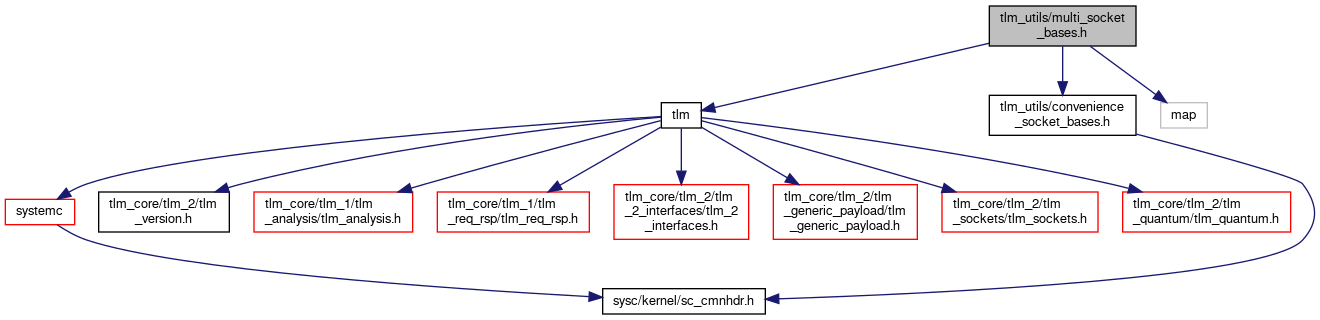 tlm_utils/multi_socket
_bases.h
tlm
tlm_utils/convenience
_socket_bases.h
map
systemc
tlm_core/tlm_2/tlm
_version.h
tlm_core/tlm_1/tlm
_analysis/tlm_analysis.h
tlm_core/tlm_1/tlm
_req_rsp/tlm_req_rsp.h
tlm_core/tlm_2/tlm
_2_interfaces/tlm_2
_interfaces.h
tlm_core/tlm_2/tlm
_generic_payload/tlm
_generic_payload.h
tlm_core/tlm_2/tlm
_sockets/tlm_sockets.h
tlm_core/tlm_2/tlm
_quantum/tlm_quantum.h
sysc/kernel/sc_cmnhdr.h